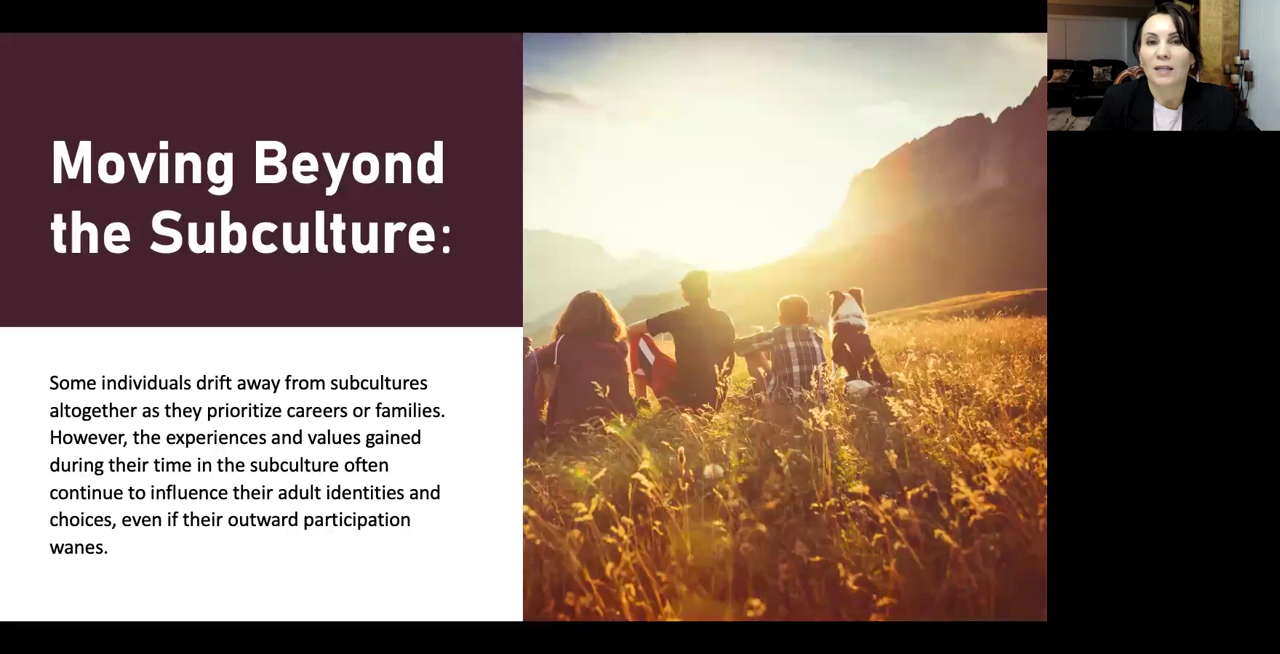 Moving Beyond
the Subculture:
Some individuals drift away from subcultures
altogether as they prioritize careers or families.
However, the experiences and values gained
during their time in the subculture often
continue to influence their adult identities and
choices, even if their outward participation
wanes.